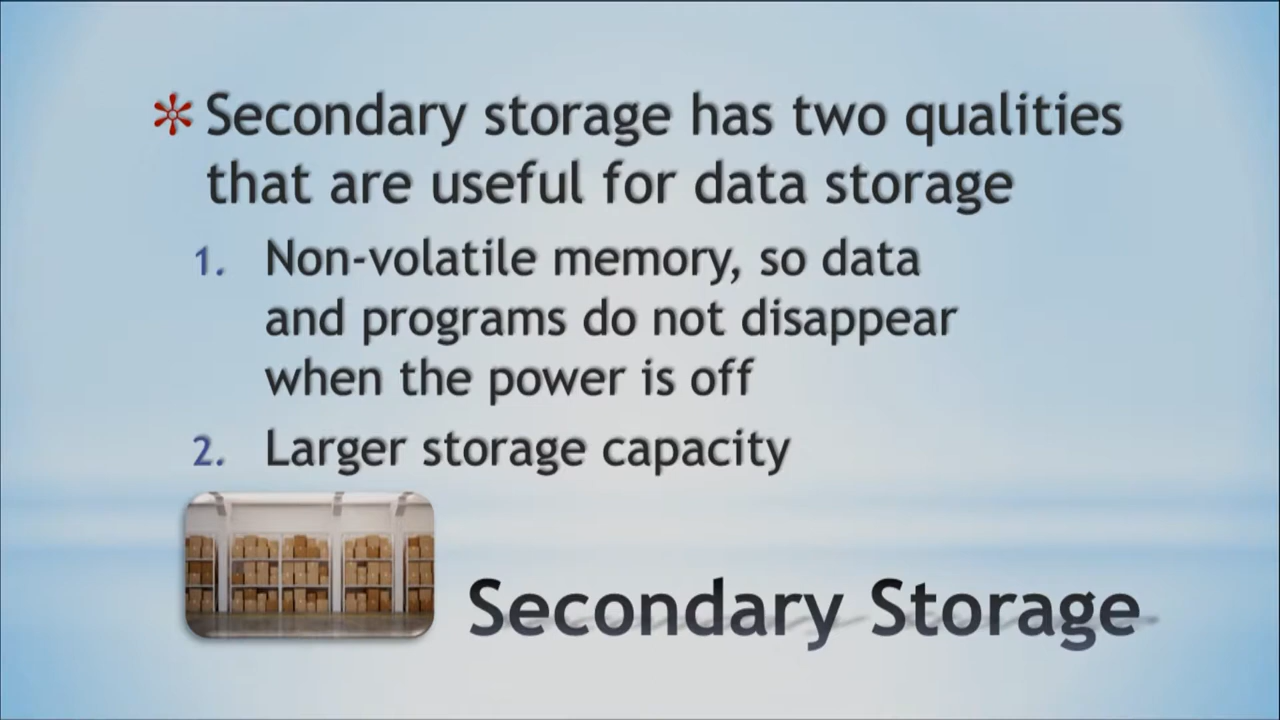 * Secondary storage has two qualities
that are useful for data storage
1. Non-volatile memory, so data
and programs do not disappear
when the power is off
2. Larger storage capacity
Secondary Storage